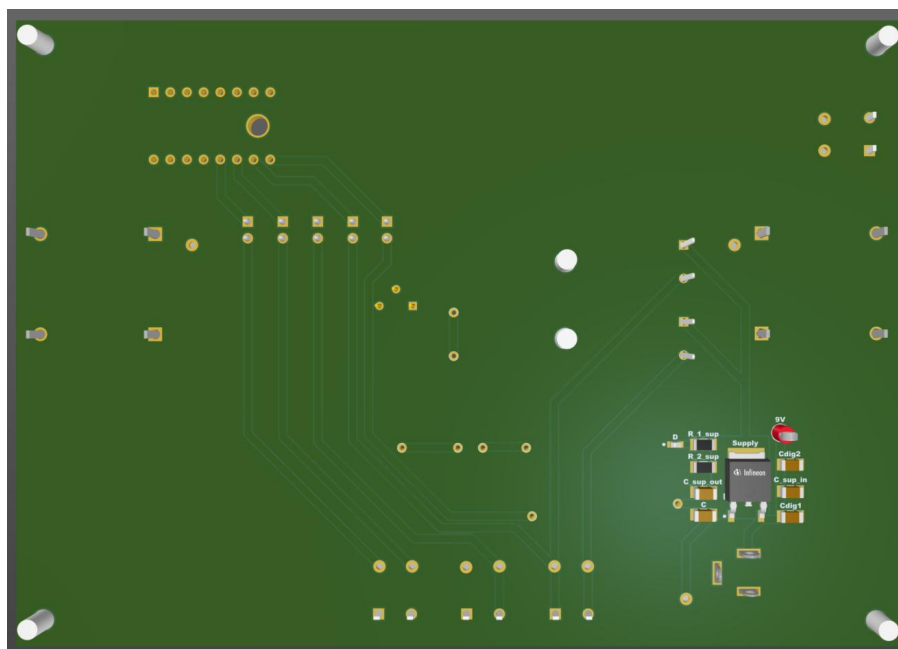 9V
D
R_1_sup
Supply
R_2_sup
Cdig2
Infineon
C_sup_out
C_sup_in
C
Cdig1